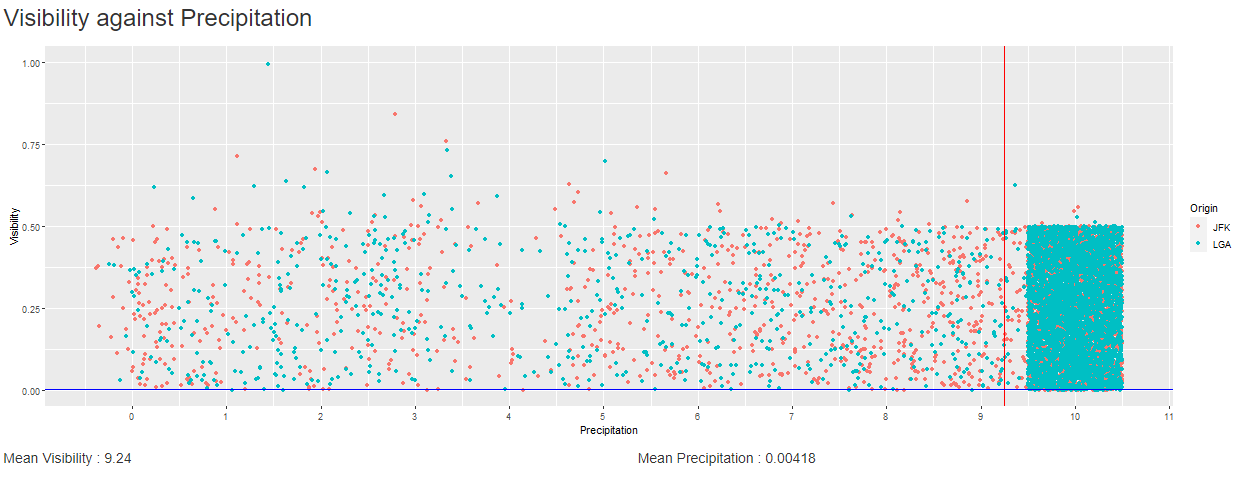 Visibility against Precipitation
1.00
0.75
0.50
0.25
0.00
Visibility
0 1 2 3 4 5 6 7 8 9 10 11
Precipitation
Origin
JFK
LGA
Mean Visibility : 9.24
Mean Precipitation : 0.00418